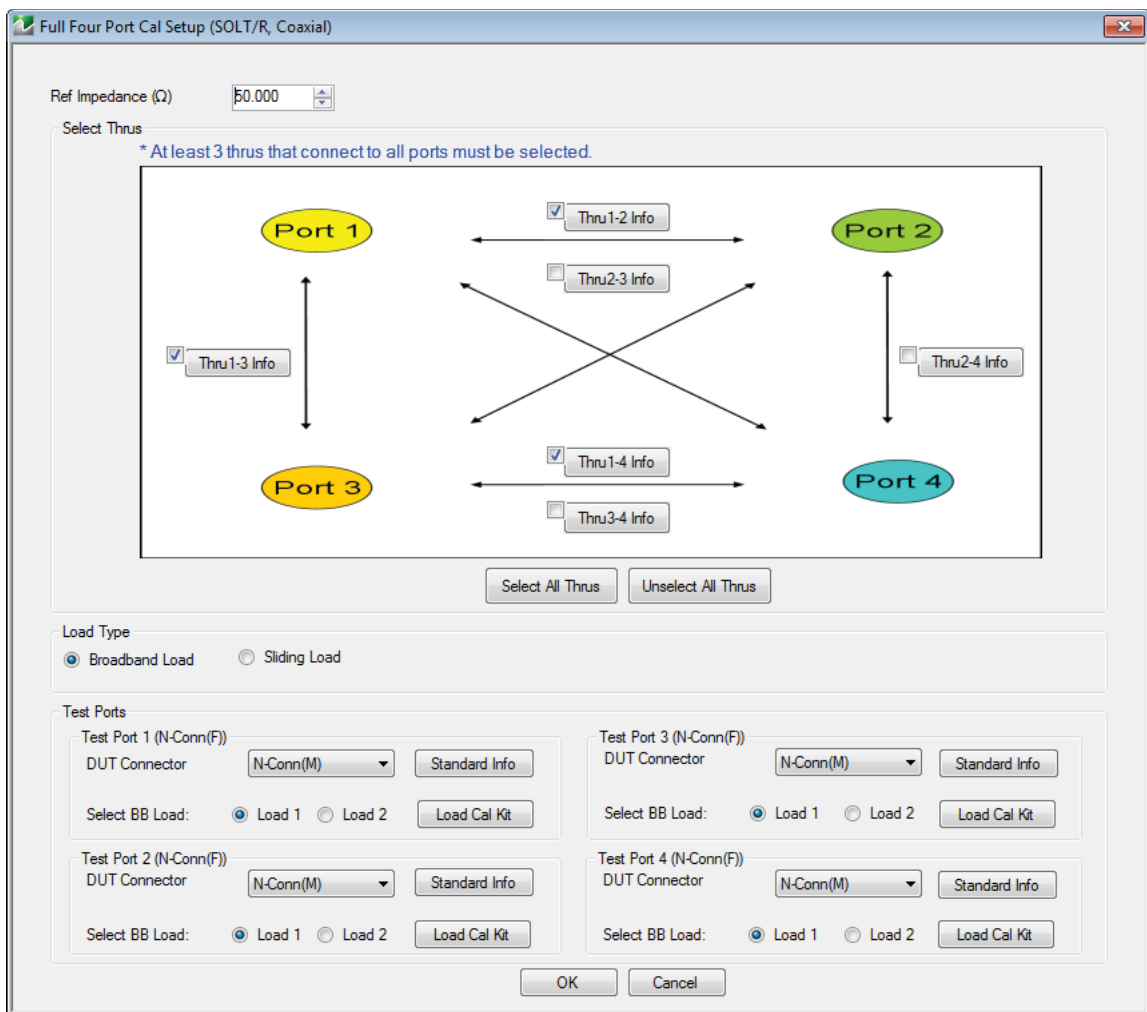 Full Four Port Cal Setup (SOLT/R, Coaxial)
Ref Impedance (Ω) 50.000
Select Thrus
* At least 3 thrus that connect to all ports must be selected.
Port 1
Thru1-2 Info
Port 2
Thru2-3 Info
Thru1-3 Info
Thru2-4 Info
Port 3
Thru1-4 Info
Port 4
Thru3-4 Info
Select All Thrus Unselect All Thrus
Load Type
Broadband Load Sliding Load
Test Ports
Test Port 1 (N-Conn(F))
DUT Connector N-Conn(M) Standard Info
Select BB Load: Load 1 Load 2 Load Cal Kit
Test Port 3 (N-Conn(F))
DUT Connector N-Conn(M) Standard Info
Select BB Load: Load 1 Load 2 Load Cal Kit
Test Port 2 (N-Conn(F))
DUT Connector N-Conn(M) Standard Info
Select BB Load: Load 1 Load 2 Load Cal Kit
Test Port 4 (N-Conn(F))
DUT Connector N-Conn(M) Standard Info
Select BB Load: Load 1 Load 2 Load Cal Kit
OK Cancel